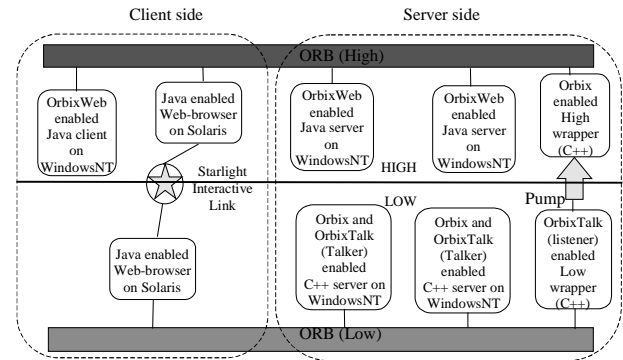 Client side
Server side
ORB (High)
OrbixWeb
enabled
Java client
on
WindowsNT
Java enabled
Web-browser
on Solaris
OrbixWeb
enabled
Java server
on
WindowsNT
OrbixWeb
enabled
Java server
on
WindowsNT
Orbix
enabled
High
wrapper
(C++)
Starlight
Interactive
Link
HIGH
LOW
Pump
Java enabled
Web-browser
on Solaris
Orbix and
OrbixTalk
(Talker)
enabled
C++ server on
WindowsNT
Orbix and
OrbixTalk
(Talker)
enabled
C++ server on
WindowsNT
OrbixTalk
(listener)
enabled
Low
wrapper
(C++)
ORB (Low)